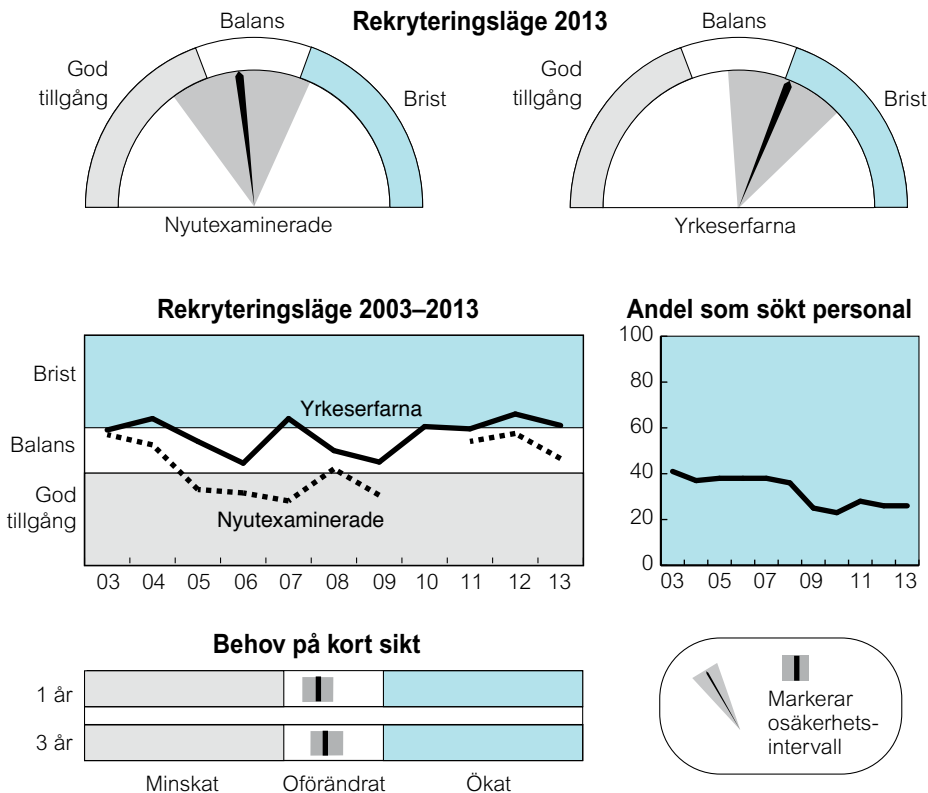 Rekryteringsläge 2013
Balans
God
tillgång
Brist
Nyutexaminerade
Balans
God
tillgång
Brist
Yrkeserfarna
Rekryteringsläge 2003–2013
Brist
Balans
God
tillgång
Yrkeserfarna
Nyutexaminerade
03 04 05 06 07 08 09 10 11 12 13
Andel som sökt personal
100
80
60
40
20
0
03 05 07 09 11 13
Behov på kort sikt
1 år
3 år
Minskat Oförändrat Ökat
Markerar
osäkerhets-
intervall